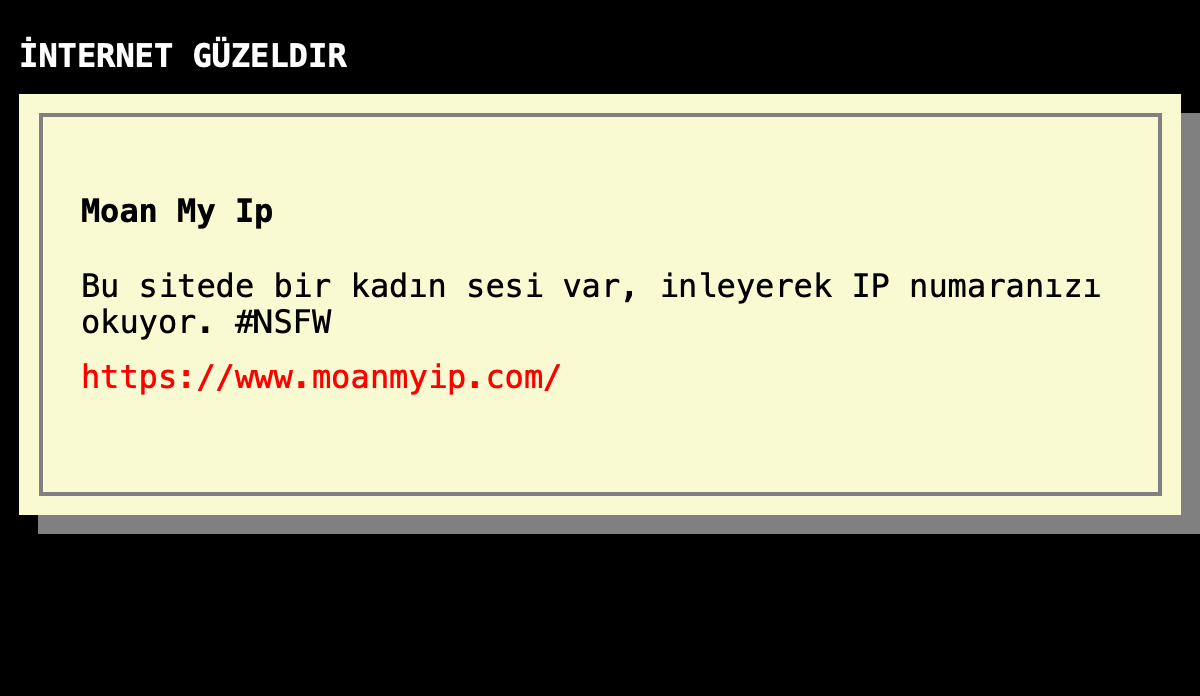 İNTERNET GÜZELDIR
Moan My Ip
Bu sitede bir kadın sesi var, inleyerek IP numaranızı
okuyor. #NSFW
https://www.moanmyip.com/